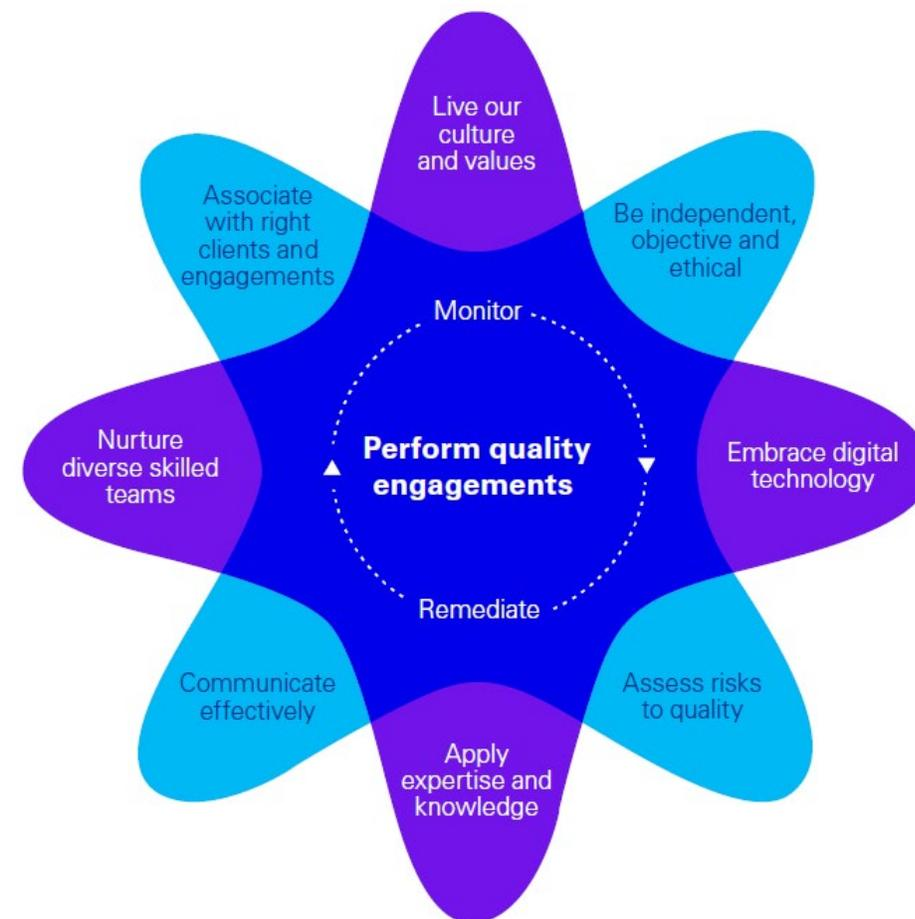 Live our
culture
and values
Associate
with right
clients and
engagements
Be independent,
objective and
ethical
Monitor
Nurture
diverse skilled
teams
Perform quality
engagements
Embrace digital
technology
Remediate
Communicate
effectively
Assess risks
to quality
Apply
expertise and
knowledge